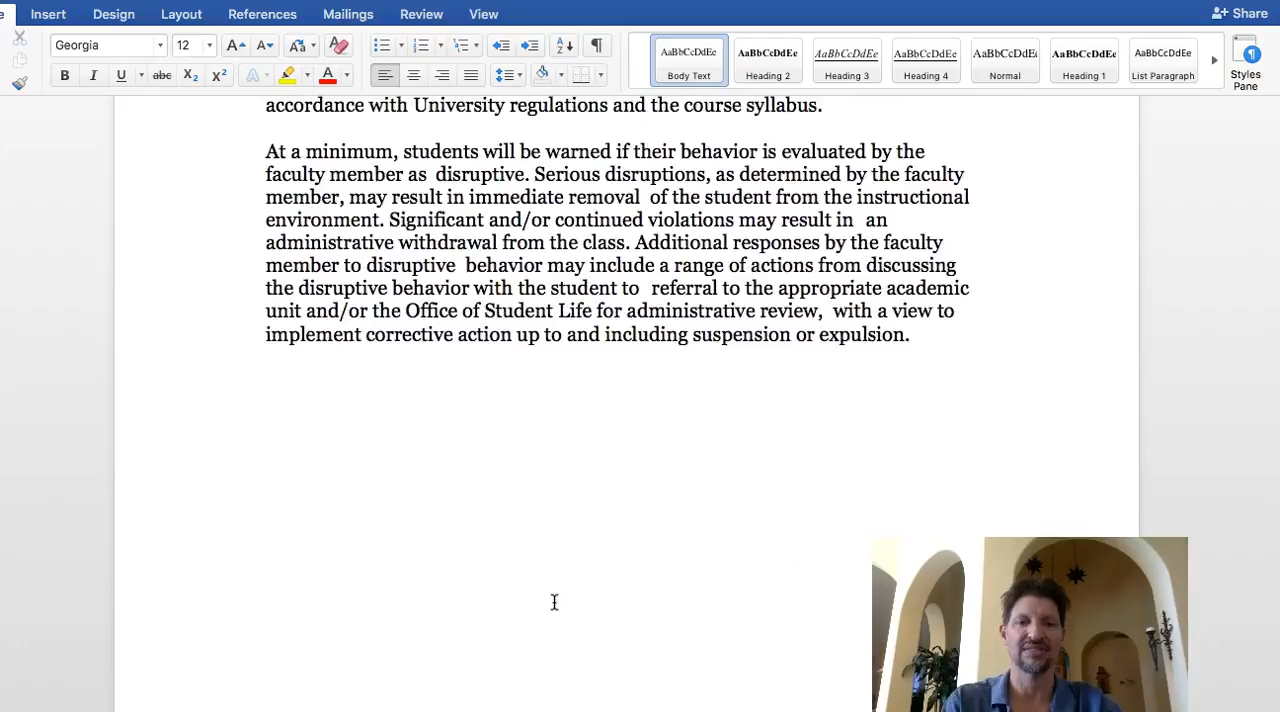 Insert Design Layout References Mailings Review View Share
Georgia 12
AaBbCcDdEe AaBbCcDdEe AaBbCcDdEe AaBbCcDdEe AaBbCcDdE AaBbCcDdEe AaBbCcDdEe
Body Text Heading 2 Heading 3 Heading 4 Normal Heading 1 List Paragraph
Styles
Pane
B I U abc X2 X2 A A
accordance with University regulations and the course syllabus.
At a minimum, students will be warned if their behavior is evaluated by the
faculty member as disruptive. Serious disruptions, as determined by the faculty
member, may result in immediate removal of the student from the instructional
environment. Significant and/or continued violations may result in an
administrative withdrawal from the class. Additional responses by the faculty
member to disruptive behavior may include a range of actions from discussing
the disruptive behavior with the student to referral to the appropriate academic
unit and/or the Office of Student Life for administrative review, with a view to
implement corrective action up to and including suspension or expulsion.